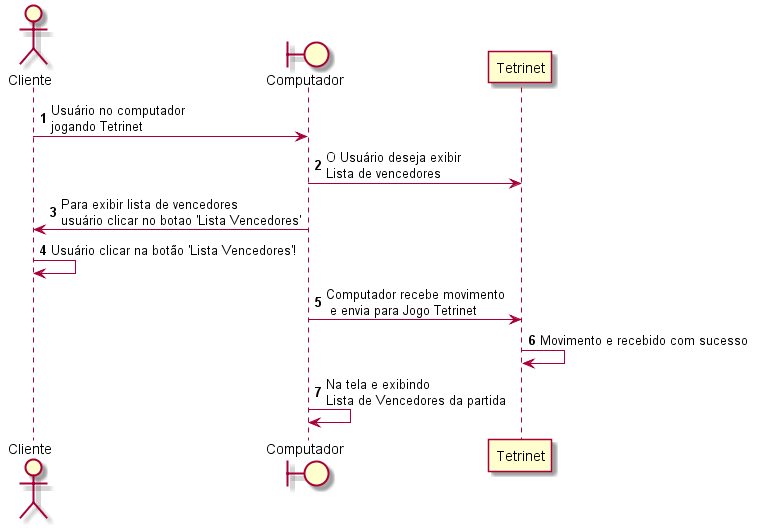 Cliente
Computador
Tetrinet
1 Usuário no computador
jogando Tetrinet
2 O Usuário deseja exibir
Lista de vencedores
3 Para exibir lista de vencedores
usuário clicar no botao 'Lista Vencedores'
4 Usuário clicar na botão 'Lista Vencedores'!
5 Computador recebe movimento
e envia para Jogo Tetrinet
6 Movimento e recebido com sucesso
7 Na tela e exibindo
Lista de Vencedores da partida
Cliente
Computador
Tetrinet